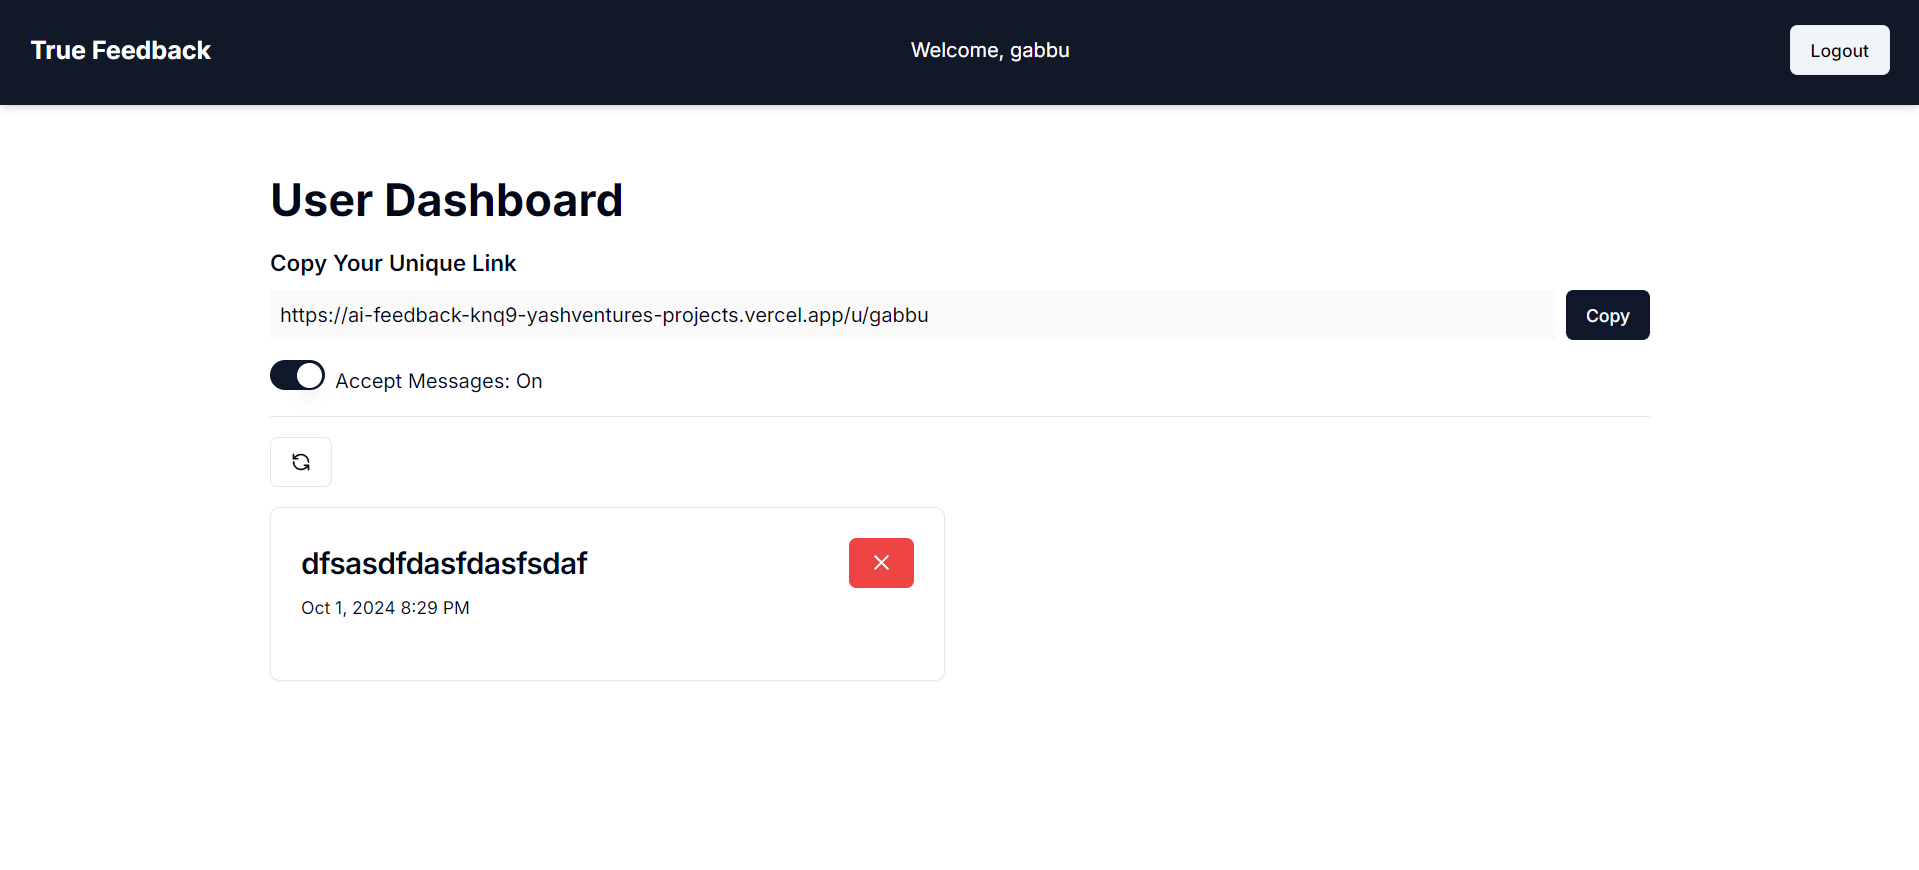 True Feedback
Welcome, gabbu
Logout
User Dashboard
Copy Your Unique Link
https://ai-feedback-knq9-yashventures-projects.vercel.app/u/gabbu
Copy
Accept Messages: On
dfsasdfdasfdasfsdaf
Oct 1, 2024 8:29 PM